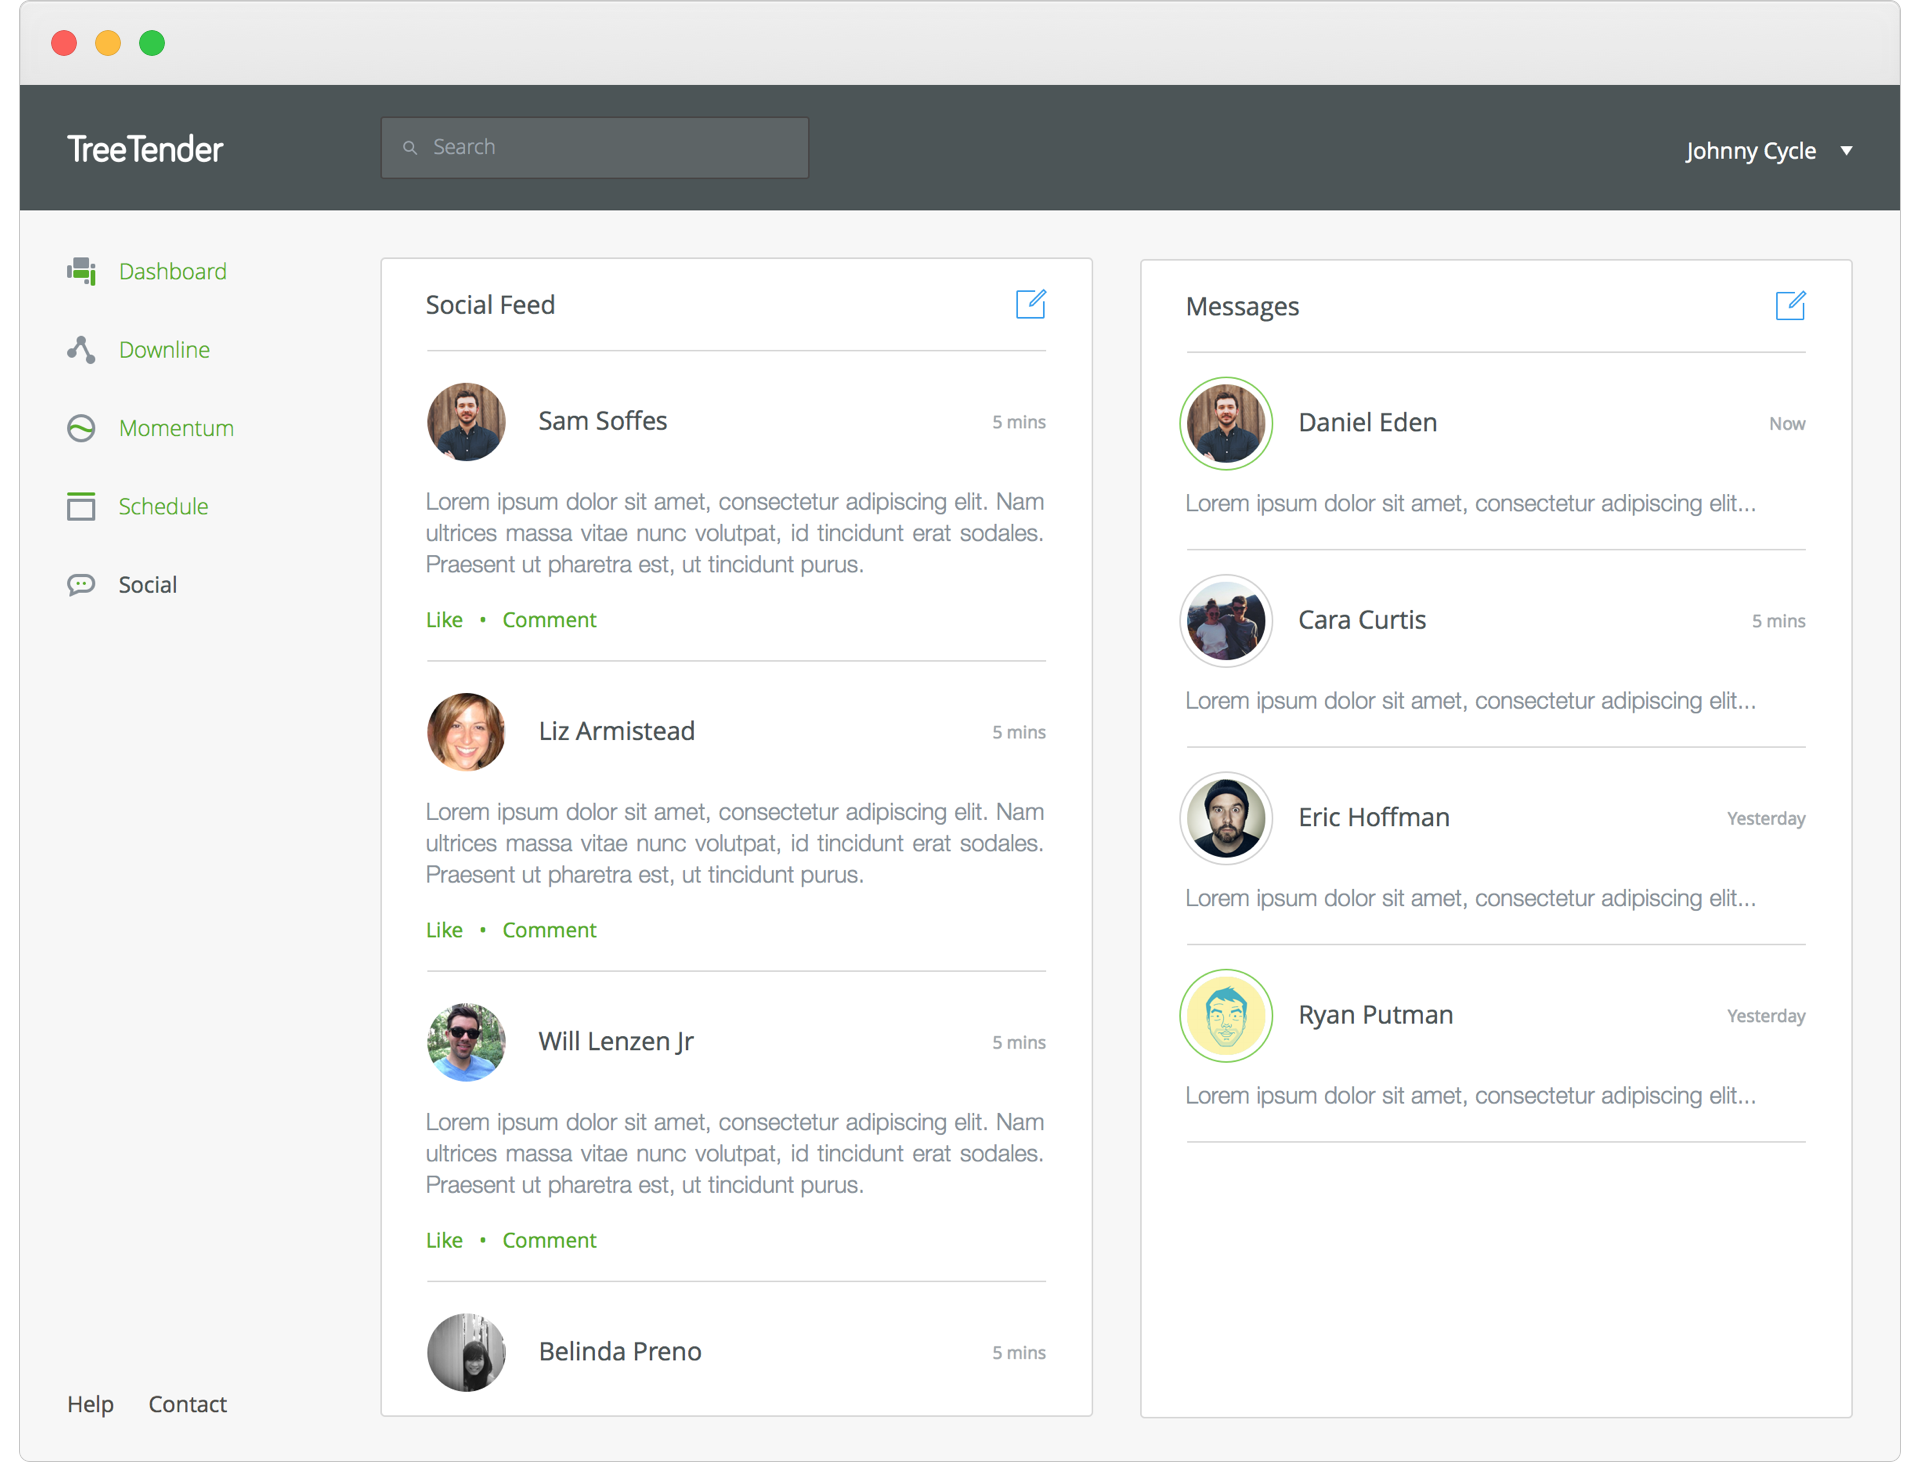 TreeTender
Search
Johnny Cycle
Dashboard
Downline
Momentum
Schedule
Social
Help
Contact
Social Feed
Sam Soffes
5 mins
Lorem ipsum dolor sit amet, consectetur adipiscing elit. Nam
ultrices massa vitae nunc volutpat, id tincidunt erat sodales.
Praesent ut pharetra est, ut tincidunt purus.
Like • Comment
Liz Armistead
5 mins
Lorem ipsum dolor sit amet, consectetur adipiscing elit. Nam
ultrices massa vitae nunc volutpat, id tincidunt erat sodales.
Praesent ut pharetra est, ut tincidunt purus.
Like • Comment
Will Lenzen Jr
5 mins
Lorem ipsum dolor sit amet, consectetur adipiscing elit. Nam
ultrices massa vitae nunc volutpat, id tincidunt erat sodales.
Praesent ut pharetra est, ut tincidunt purus.
Like • Comment
Belinda Preno
5 mins
Messages
Daniel Eden
Now
Lorem ipsum dolor sit amet, consectetur adipiscing elit...
Cara Curtis
5 mins
Lorem ipsum dolor sit amet, consectetur adipiscing elit...
Eric Hoffman
Yesterday
Lorem ipsum dolor sit amet, consectetur adipiscing elit...
Ryan Putman
Yesterday
Lorem ipsum dolor sit amet, consectetur adipiscing elit...